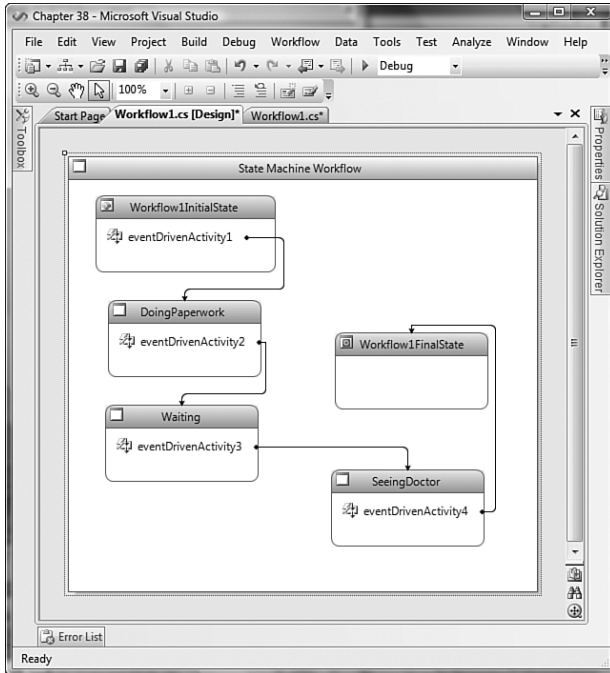 Chapter 38 - Microsoft Visual Studio
File Edit View Project Build Debug Workflow Data Tools Test Analyze Window Help
Debug
100%
Toolbox
Start Page Workflow1.cs [Design]* Workflow1.cs*
Properties
Solution Explorer
State Machine Workflow
Workflow1InitialState
eventDrivenActivity1
DoingPaperwork
eventDrivenActivity2
Workflow1FinalState
Waiting
eventDrivenActivity3
SeeingDoctor
eventDrivenActivity4
Error List
Ready